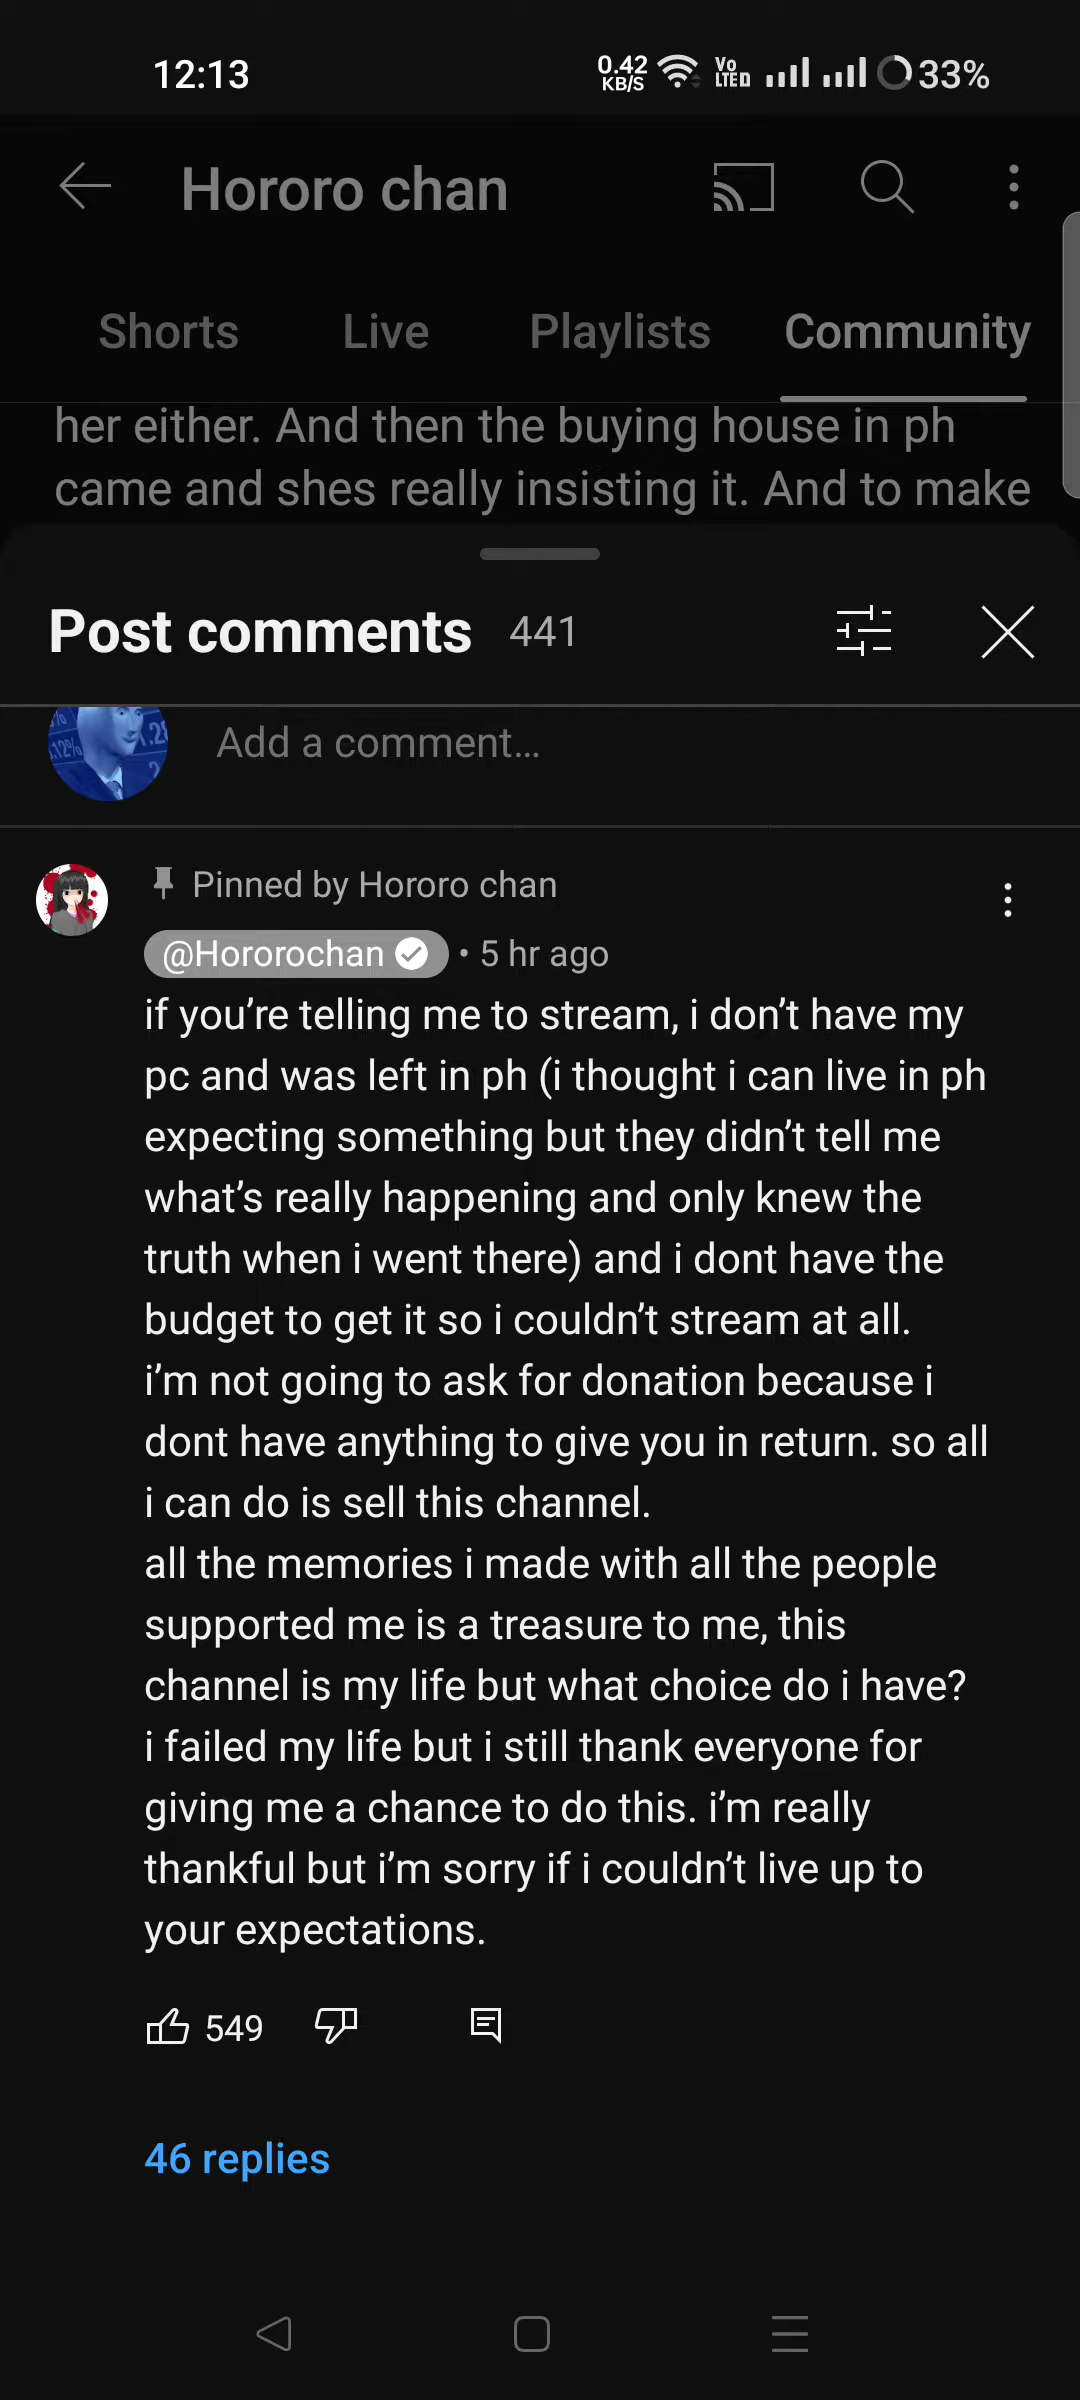 12:13
0.42 KB/S
Vo LTED
33%
Hororo chan
Shorts Live Playlists Community
her either. And then the buying house in ph
came and shes really insisting it. And to make
Post comments 441
Add a comment...
Pinned by Hororo chan
@Hororochan • 5 hr ago
if you’re telling me to stream, i don’t have my
pc and was left in ph (i thought i can live in ph
expecting something but they didn’t tell me
what’s really happening and only knew the
truth when i went there) and i dont have the
budget to get it so i couldn’t stream at all.
i’m not going to ask for donation because i
dont have anything to give you in return. so all
i can do is sell this channel.
all the memories i made with all the people
supported me is a treasure to me, this
channel is my life but what choice do i have?
i failed my life but i still thank everyone for
giving me a chance to do this. i’m really
thankful but i’m sorry if i couldn’t live up to
your expectations.
549
46 replies